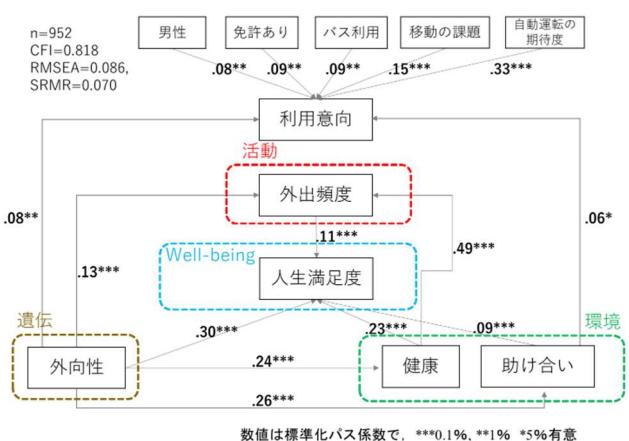 n=952
CFI=0.818
RMSEA=0.086,
SRMR=0.070
男性
免許あり
バス利用
移動の課題
自動運転の
期待度
.08**
.09**
.09**
.15***
.33***
利用意向
活動
外出頻度
.08**
.06*
.11***
.49***
Well-being
.13***
人生満足度
遺伝
環境
.30***
.23***
.09***
外向性
.24***
健康
助け合い
.26***
数値は標準化パス係数で, ***0.1%, **1% *5%有意